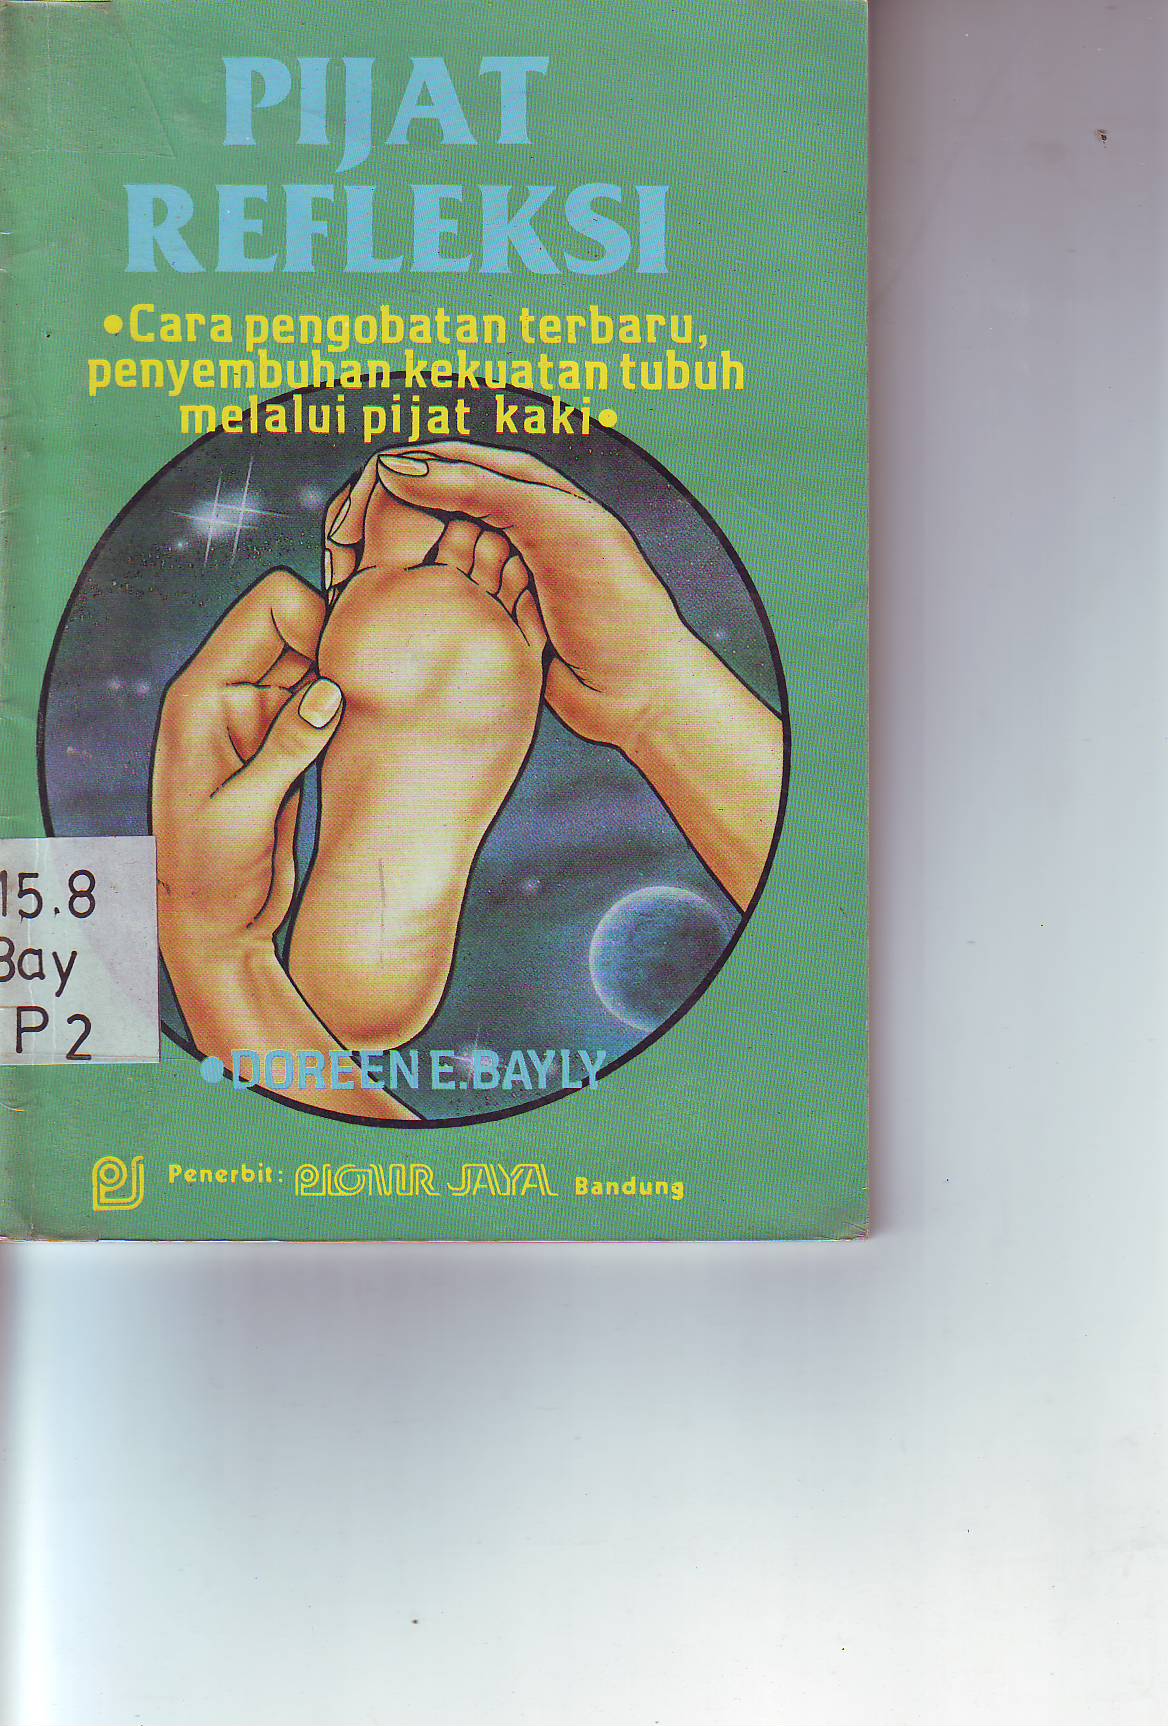 PIJAT
REFLEKSI
•Cara pengobatan terbaru,
penyembuhan kekuatan tubuh
melalui pijat kaki•
15.8
Bay
P 2
•DOREEN E. BAYLY
PJ Penerbit: PIONIR JAYA Bandung